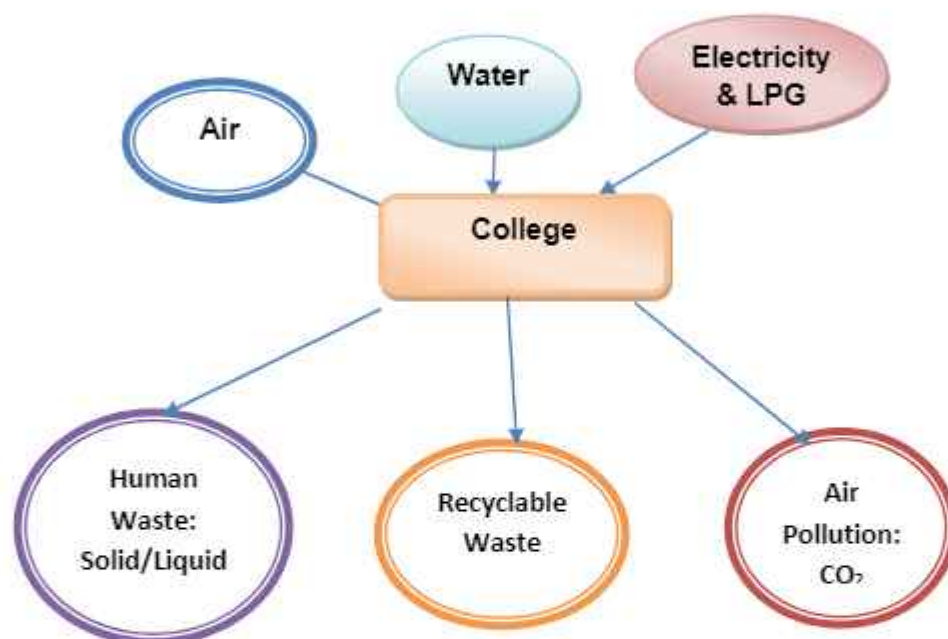 Air
Water
Electricity
& LPG
College
Human
Waste:
Solid/Liquid
Recyclable
Waste
Air
Pollution:
CO₂